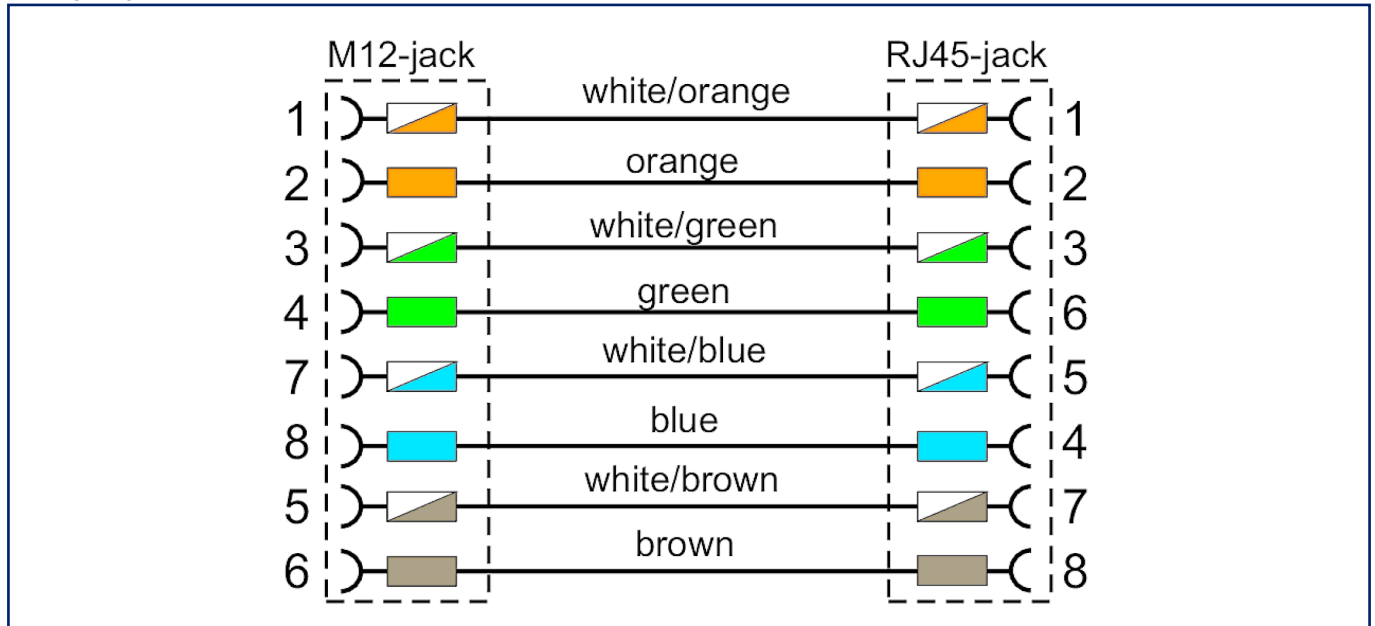 M12-jack RJ45-jack
white/orange
1 1
orange
2 2
white/green
3 3
green
4 6
white/blue
7 5
blue
8 4
white/brown
5 7
brown
6 8